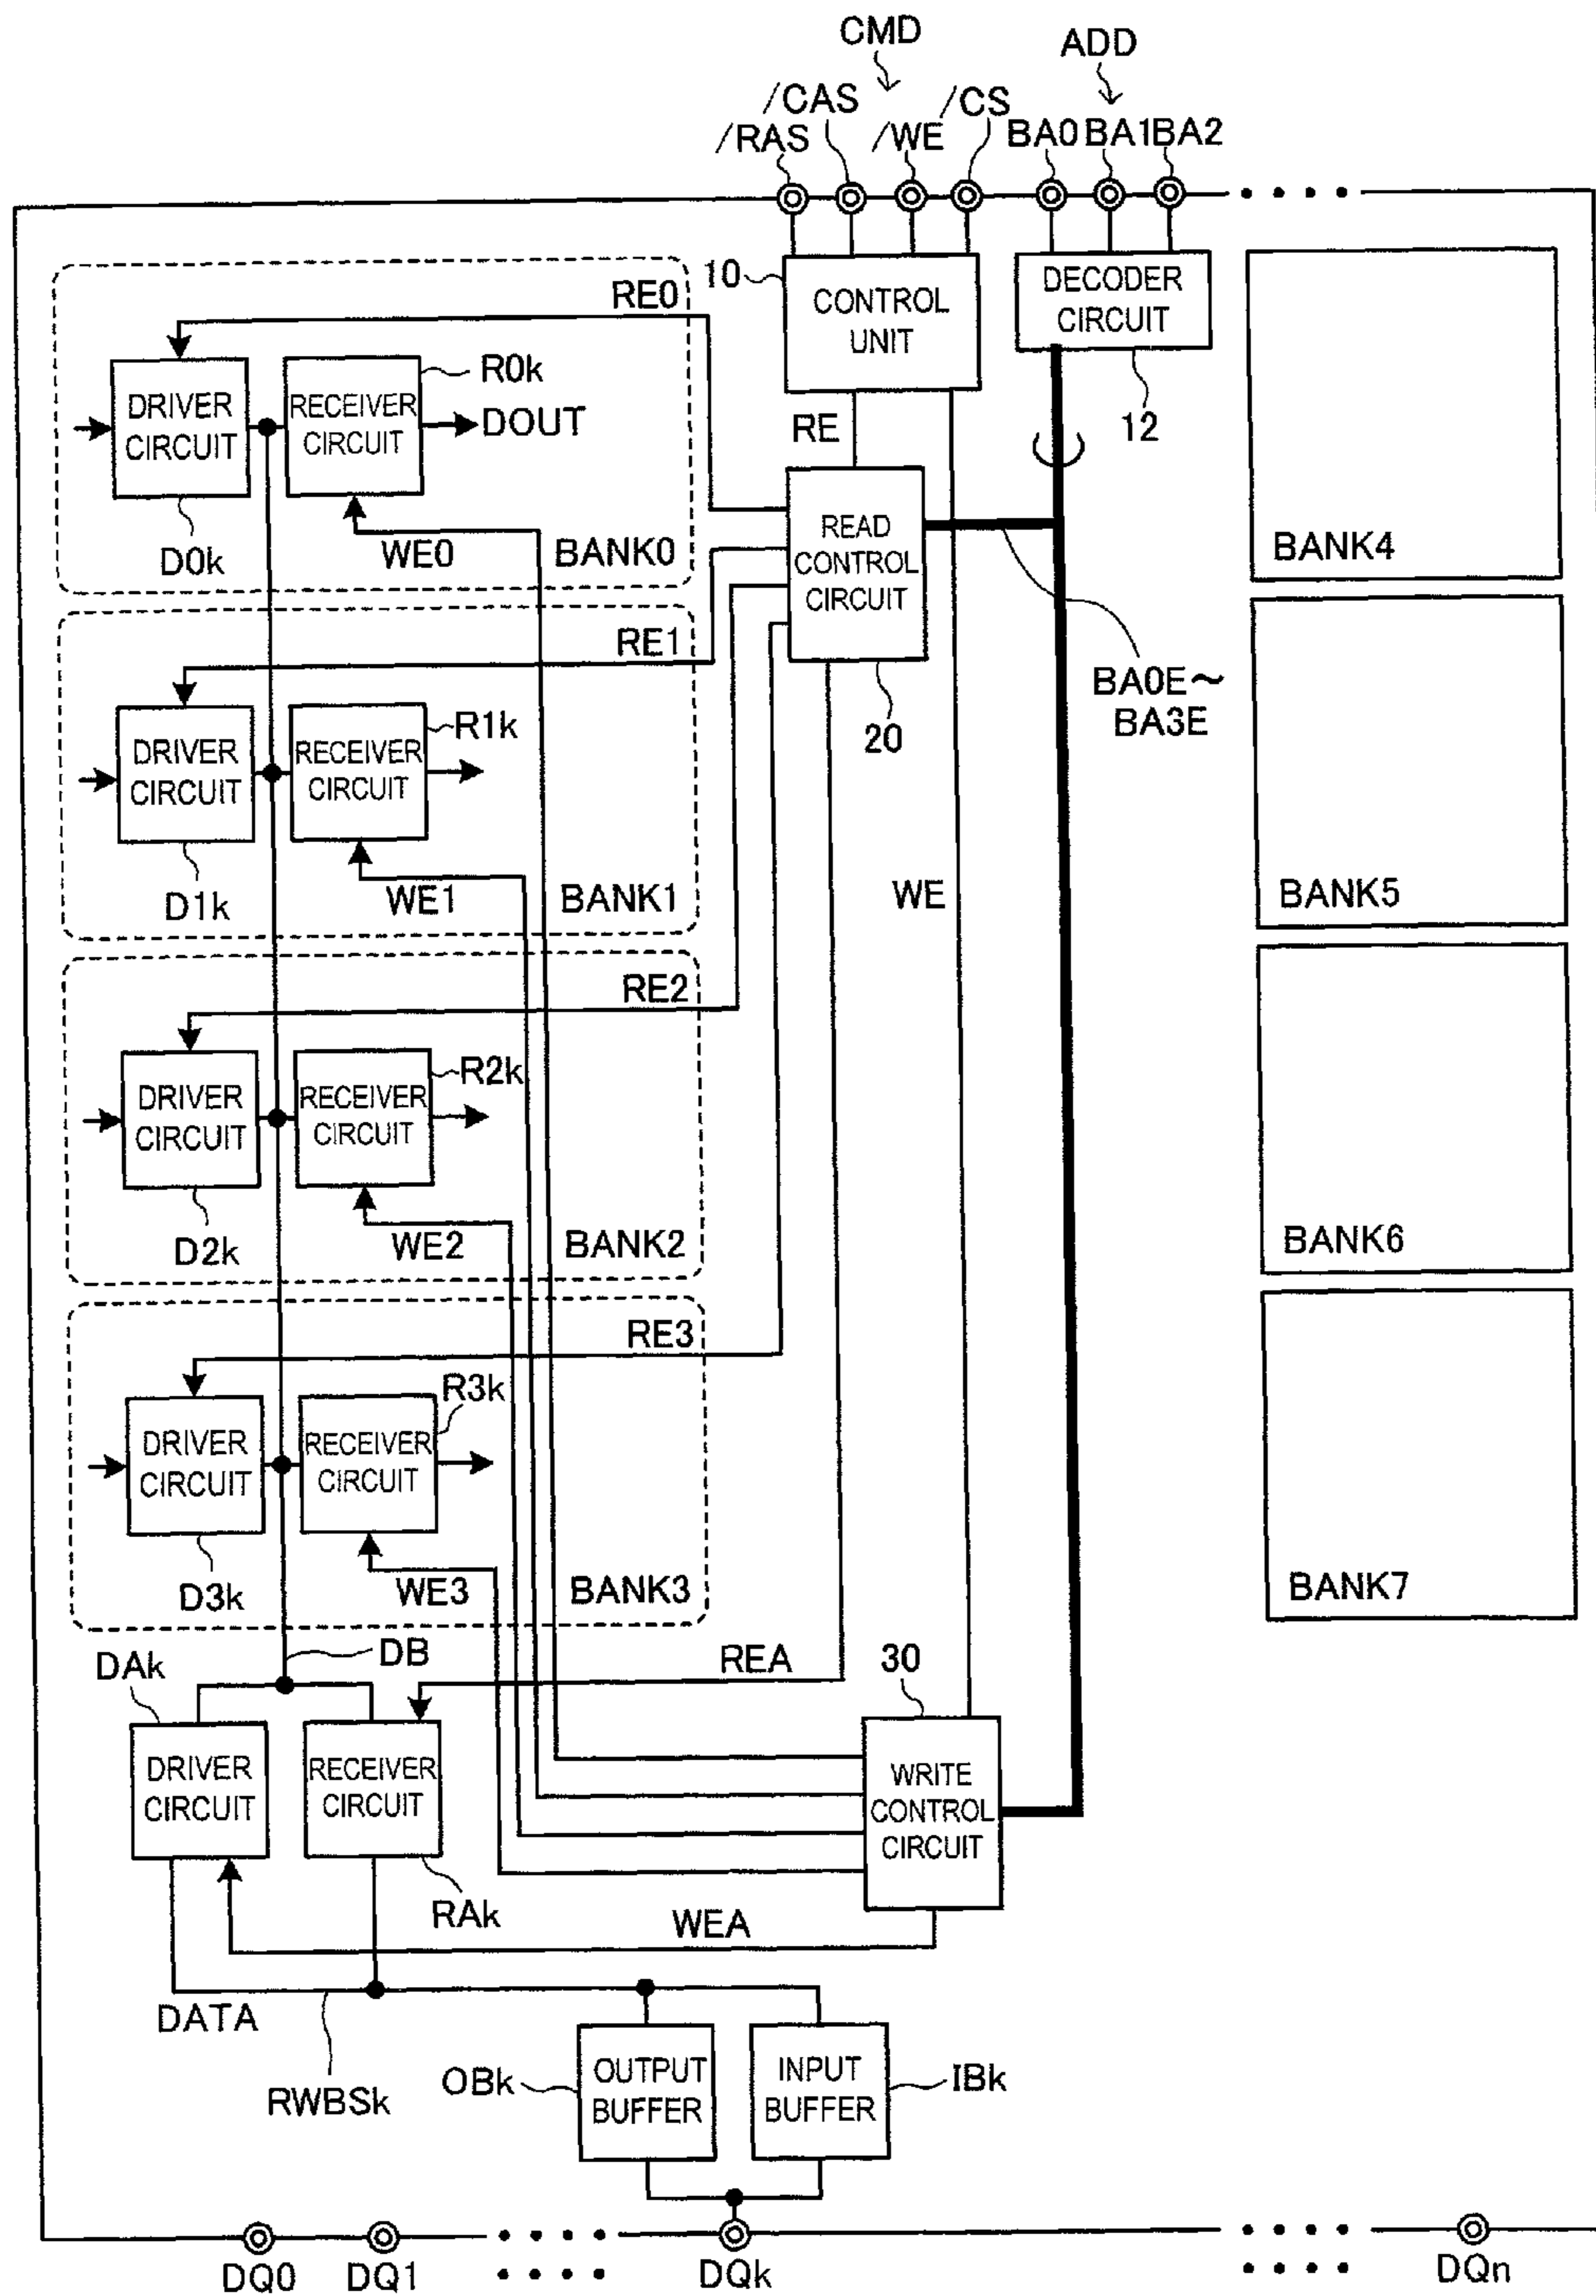 CMD
ADD
/CAS
/CS
/RAS
/WE
BA0 BA1 BA2
RE0
10
CONTROL
UNIT
DECODER
CIRCUIT
12
DRIVER
CIRCUIT
RECEIVER
CIRCUIT
R0k
DOUT
RE
D0k
WE0
BANK0
READ
CONTROL
CIRCUIT
20
BA0E~
BA3E
BANK4
RE1
DRIVER
CIRCUIT
RECEIVER
CIRCUIT
R1k
D1k
WE1
BANK1
WE
BANK5
RE2
DRIVER
CIRCUIT
RECEIVER
CIRCUIT
R2k
D2k
WE2
BANK2
BANK6
RE3
DRIVER
CIRCUIT
RECEIVER
CIRCUIT
R3k
D3k
WE3
BANK3
BANK7
DB
DAk
REA
30
DRIVER
CIRCUIT
RECEIVER
CIRCUIT
WRITE
CONTROL
CIRCUIT
RAk
WEA
DATA
RWBSk
OBk
OUTPUT
BUFFER
INPUT
BUFFER
IBk
DQ0
DQ1
DQk
DQn